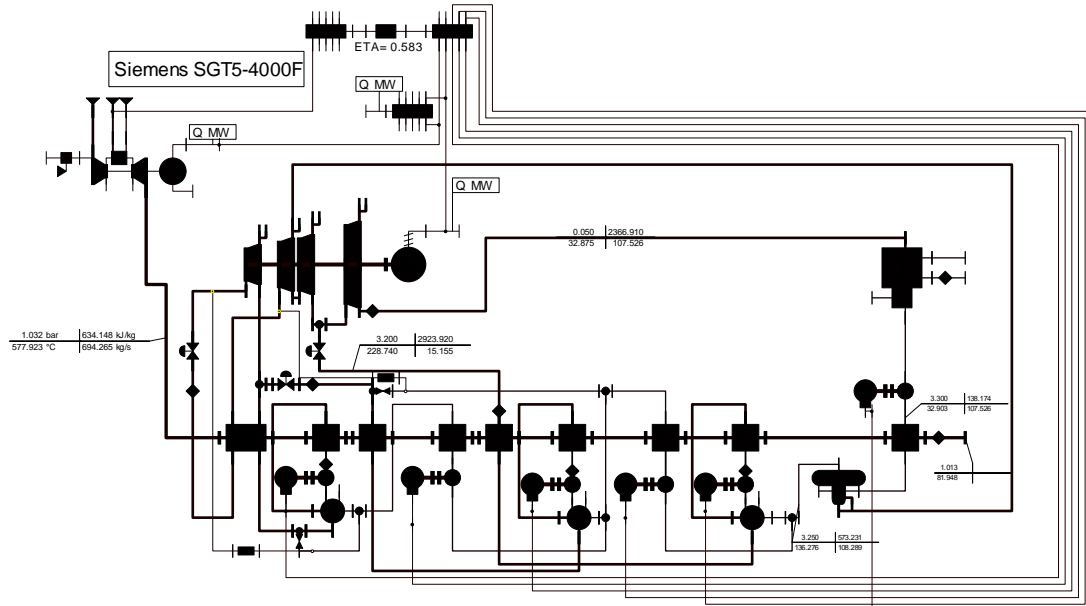 ETA= 0.583
Siemens SGT5-4000F
Q MW
Q MW
Q MW
0.050 2366.910
32.875 107.526
1.032 bar 634.148 kJ/kg
577.923 °C 694.265 kg/s
3.200 2923.920
228.740 15.155
3.300 138.174
32.903 107.526
1.013
81.948
3.250 573.231
136.276 108.289